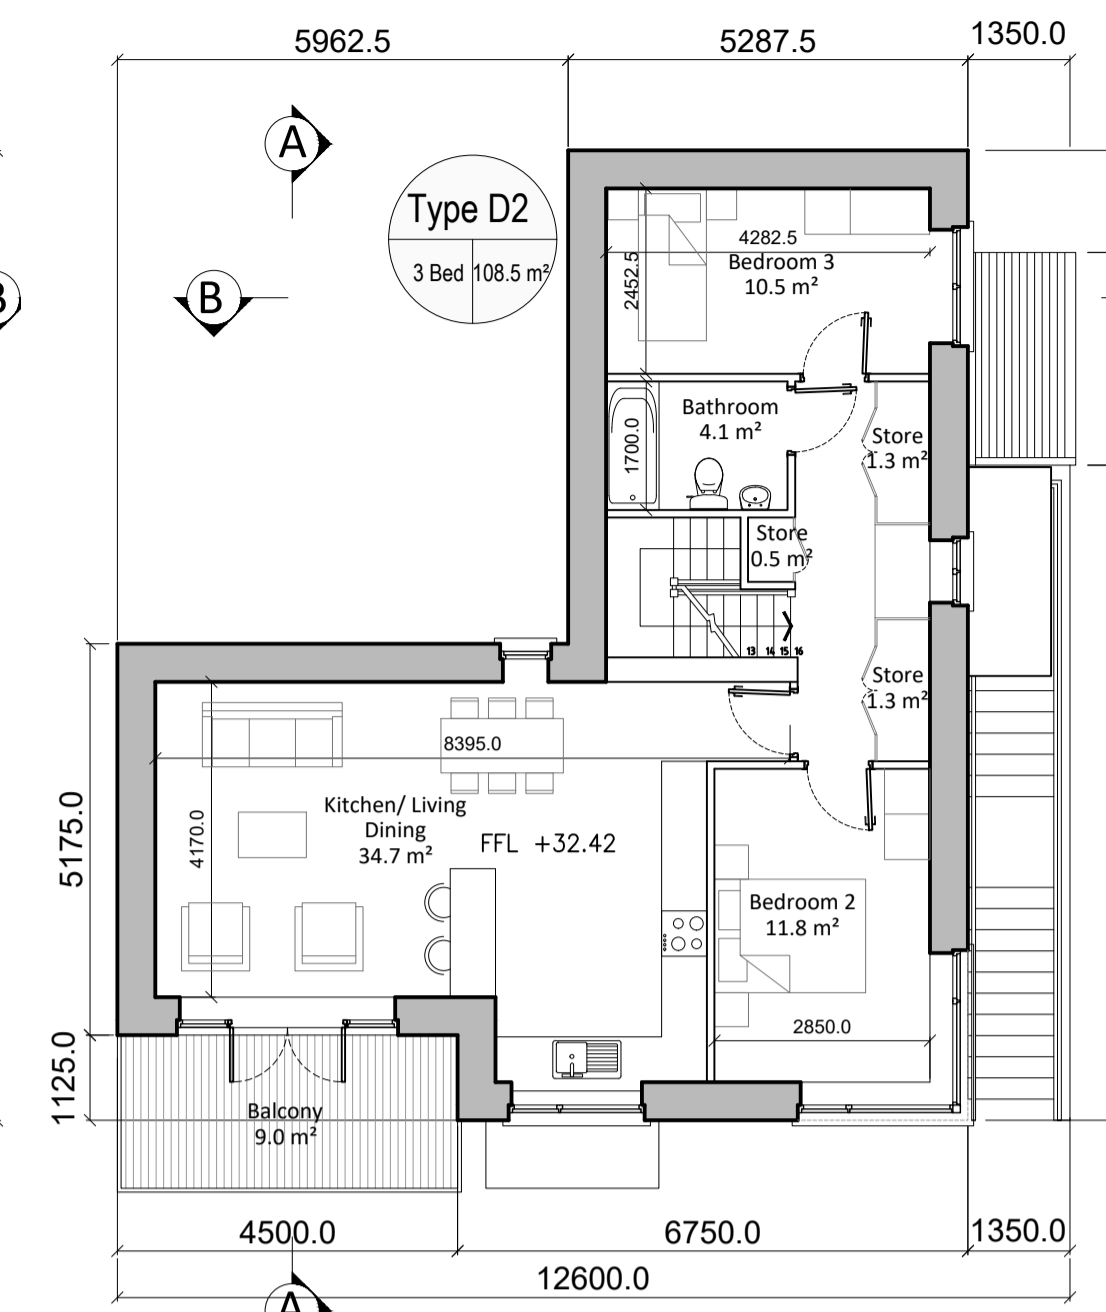 5962.5
5287.5
1350.0
A
Type D2
3 Bed
108.5 m²
B
B
4282.5
2452.5
Bedroom 3
10.5 m²
Bathroom
4.1 m²
1700.0
Store
1.3 m²
Store
0.5 m²
13 14 15 16
Store
1.3 m²
8395.0
5175.0
4170.0
Kitchen/ Living
Dining
34.7 m²
FFL +32.42
Bedroom 2
11.8 m²
2850.0
1125.0
Balcony
9.0 m²
4500.0
6750.0
1350.0
12600.0
A